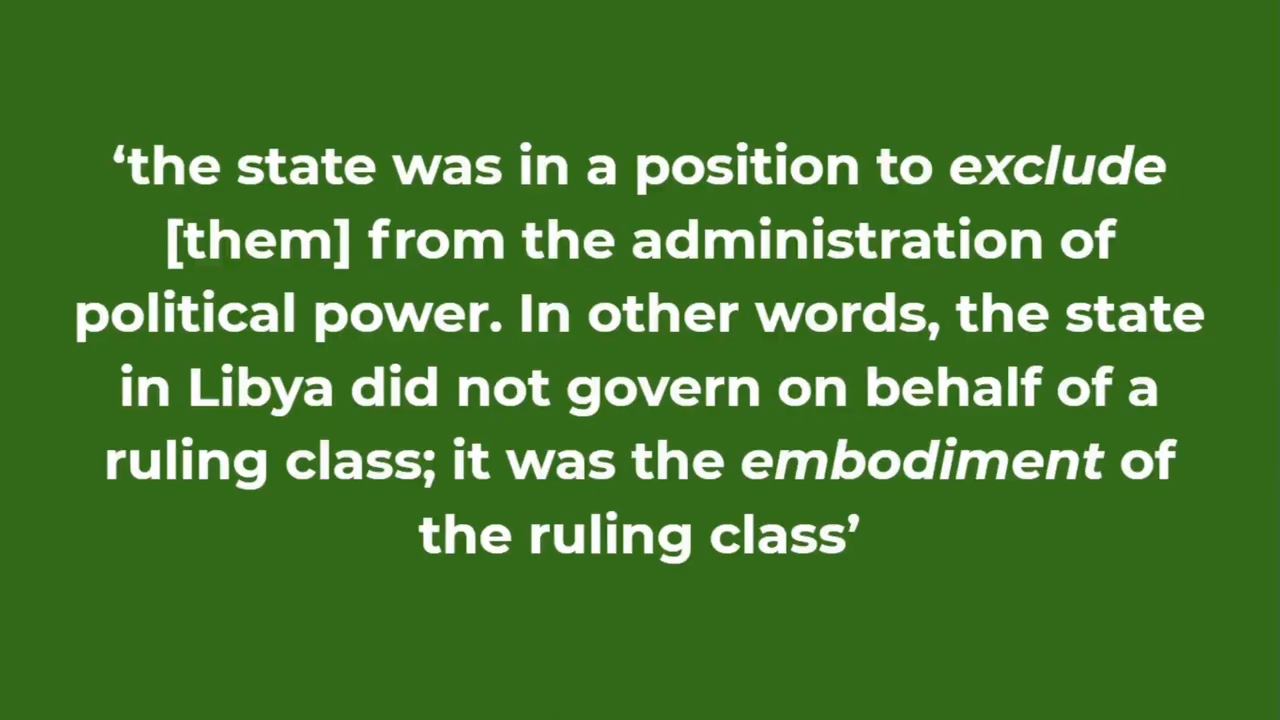 ‘the state was in a position to exclude
[them] from the administration of
political power. In other words, the state
in Libya did not govern on behalf of a
ruling class; it was the embodiment of
the ruling class’